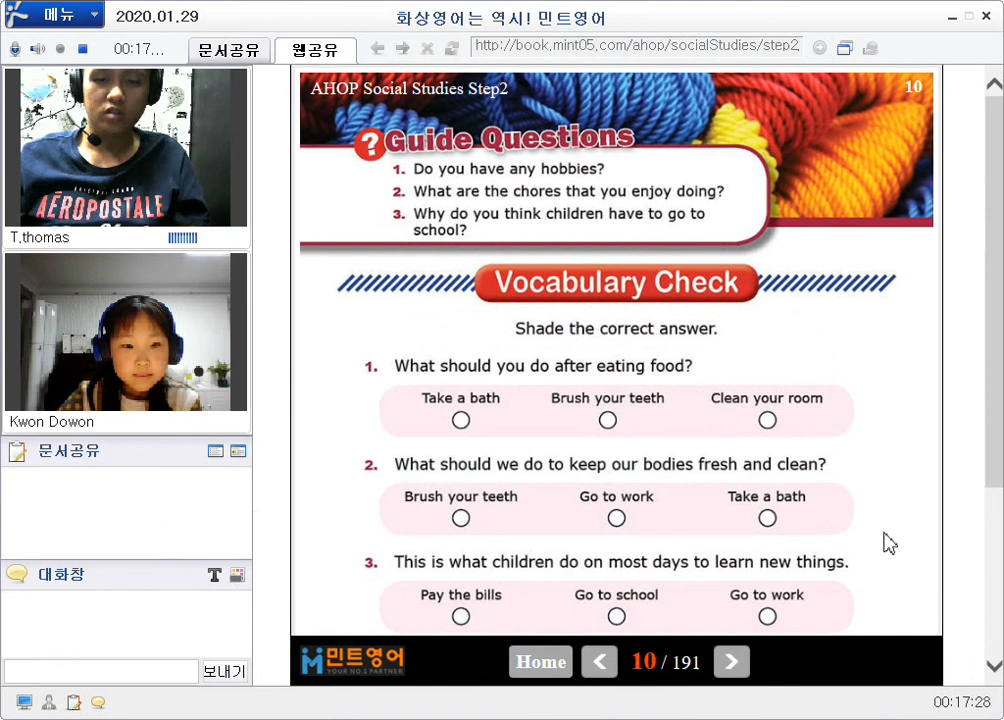 메뉴
2020.01.29
화상영어는 역시! 민트영어
00:17...
문서공유
웹공유
http://book.mint05.com/ahop/socialStudies/step2
AÉROPOSTALE
T.thomas
Kwon Dowon
문서공유
대화창
보내기
AHOP Social Studies Step2
10
? Guide Questions
1. Do you have any hobbies?
2. What are the chores that you enjoy doing?
3. Why do you think children have to go to
school?
Vocabulary Check
Shade the correct answer.
1. What should you do after eating food?
Take a bath Brush your teeth Clean your room
2. What should we do to keep our bodies fresh and clean?
Brush your teeth Go to work Take a bath
3. This is what children do on most days to learn new things.
Pay the bills Go to school Go to work
민트영어
YOUR NO.1 PARTNER
Home < 10 / 191 >
00:17:28